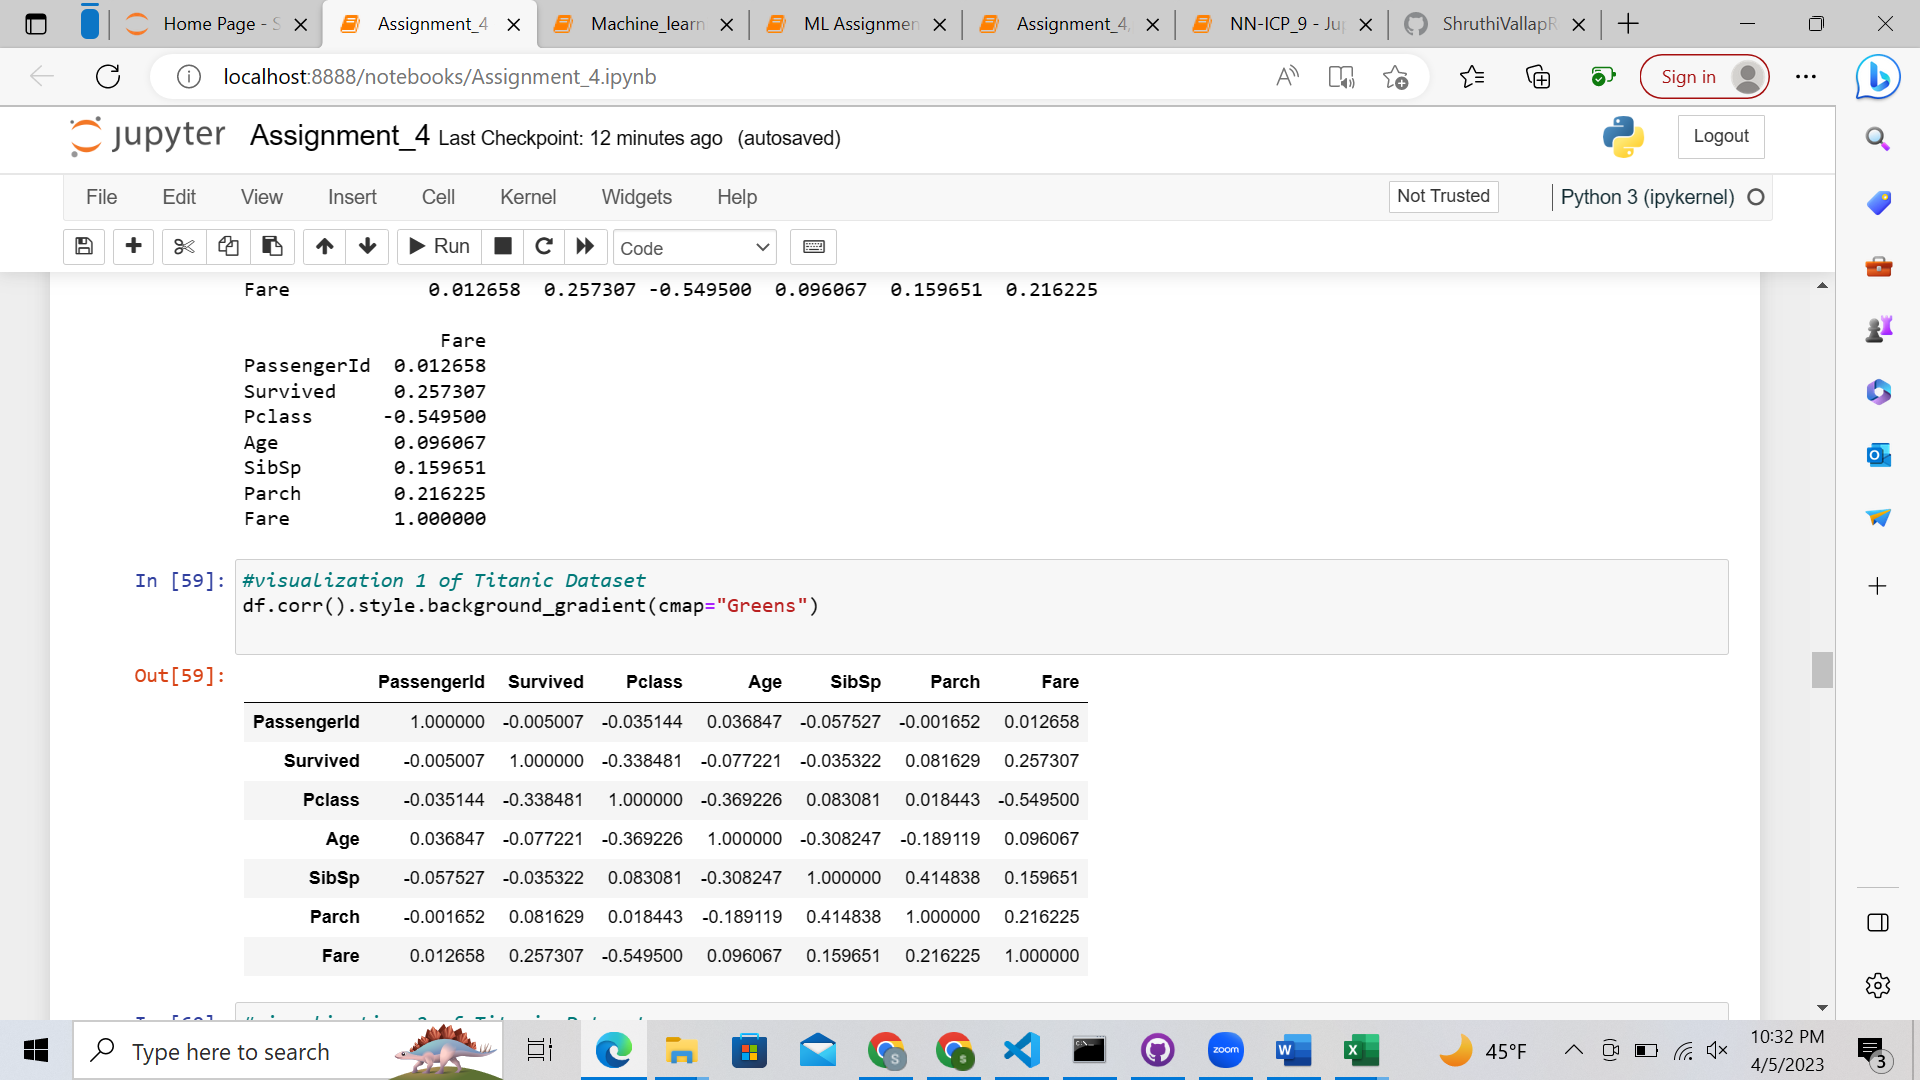 Home Page - S
Assignment_4
Machine_learn
ML Assignmen
Assignment_4,
NN-ICP_9 - Ju
ShruthiVallapR
localhost:8888/notebooks/Assignment_4.ipynb
Sign in
jupyter Assignment_4 Last Checkpoint: 12 minutes ago (autosaved)
Logout
File Edit View Insert Cell Kernel Widgets Help
Not Trusted
Python 3 (ipykernel)
Run
Code
Fare 0.012658 0.257307 -0.549500 0.096067 0.159651 0.216225
Fare
PassengerId 0.012658
Survived 0.257307
Pclass -0.549500
Age 0.096067
SibSp 0.159651
Parch 0.216225
Fare 1.000000
In [59]: #visualization 1 of Titanic Dataset
df.corr().style.background_gradient(cmap="Greens")
Out[59]:
PassengerId Survived Pclass Age SibSp Parch Fare
PassengerId 1.000000 -0.005007 -0.035144 0.036847 -0.057527 -0.001652 0.012658
Survived -0.005007 1.000000 -0.338481 -0.077221 -0.035322 0.081629 0.257307
Pclass -0.035144 -0.338481 1.000000 -0.369226 0.083081 0.018443 -0.549500
Age 0.036847 -0.077221 -0.369226 1.000000 -0.308247 -0.189119 0.096067
SibSp -0.057527 -0.035322 0.083081 -0.308247 1.000000 0.414838 0.159651
Parch -0.001652 0.081629 0.018443 -0.189119 0.414838 1.000000 0.216225
Fare 0.012658 0.257307 -0.549500 0.096067 0.159651 0.216225 1.000000
Type here to search
zoom
45°F
10:32 PM
4/5/2023
3